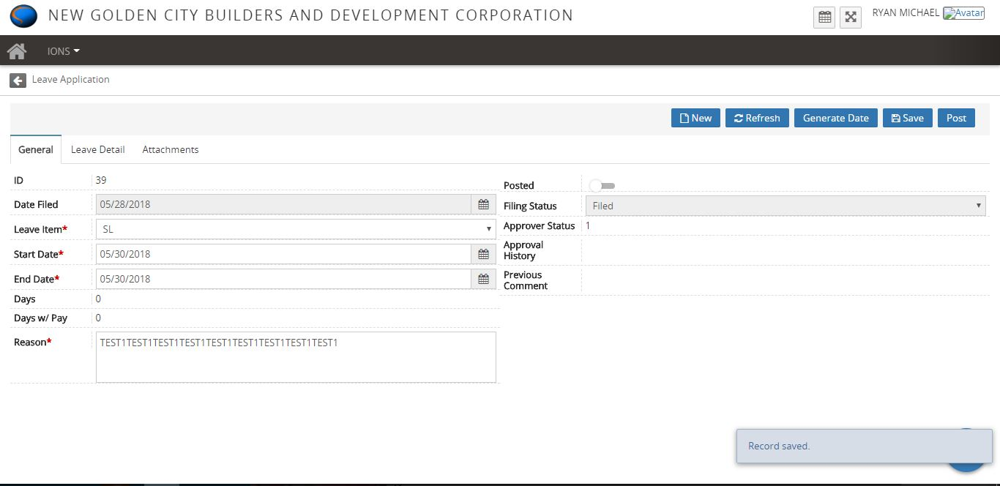 NEW GOLDEN CITY BUILDERS AND DEVELOPMENT CORPORATION
RYAN MICHAEL Avatar
IONS
Leave Application
New Refresh Generate Date Save Post
General Leave Detail Attachments
ID 39
Date Filed 05/28/2018
Leave Item* SL
Start Date* 05/30/2018
End Date* 05/30/2018
Days 0
Days w/ Pay 0
Reason* TEST1TEST1TEST1TEST1TEST1TEST1TEST1TEST1TEST1
Posted
Filing Status Filed
Approver Status 1
Approval
History
Previous
Comment
Record saved.